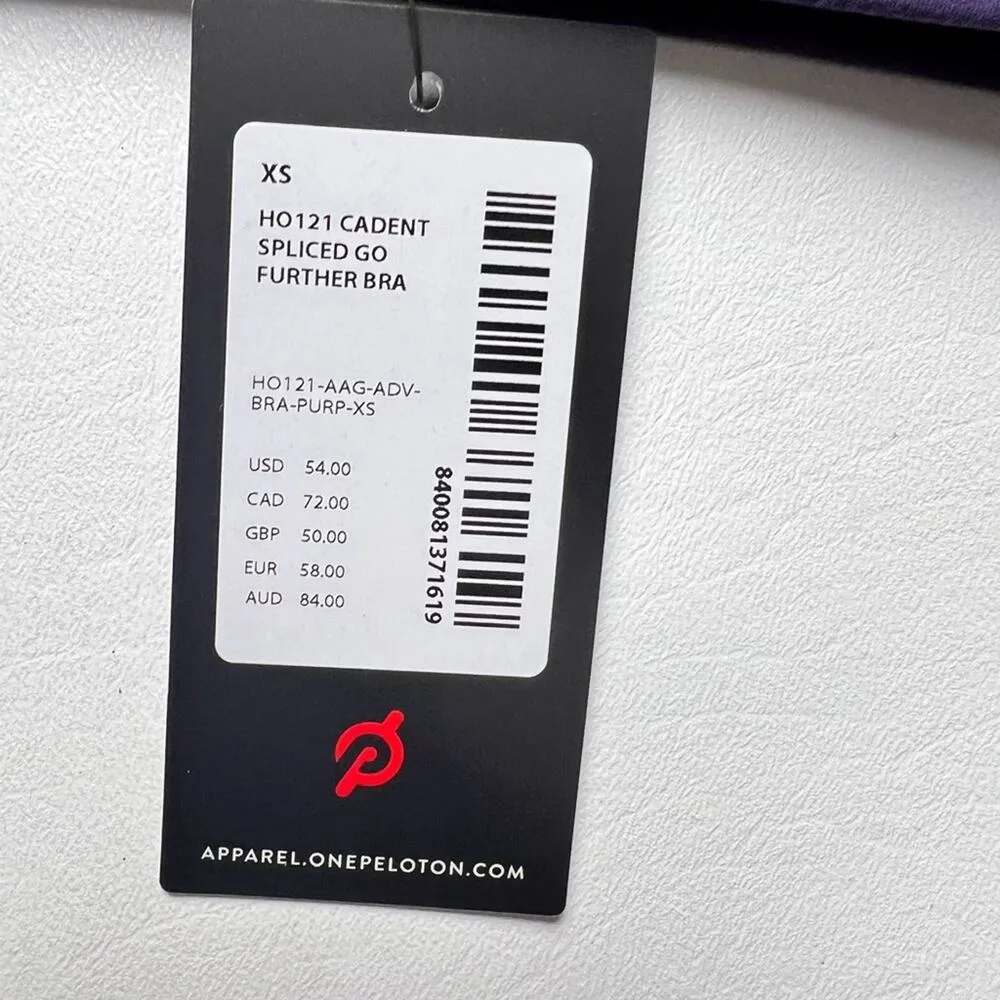 XS
HO121 CADENT
SPLICED GO
FURTHER BRA
HO121-AAG-ADV-
BRA-PURP-XS
USD 54.00
CAD 72.00
GBP 50.00
EUR 58.00
AUD 84.00
840081371619
APPAREL.ONEPELOTON.COM